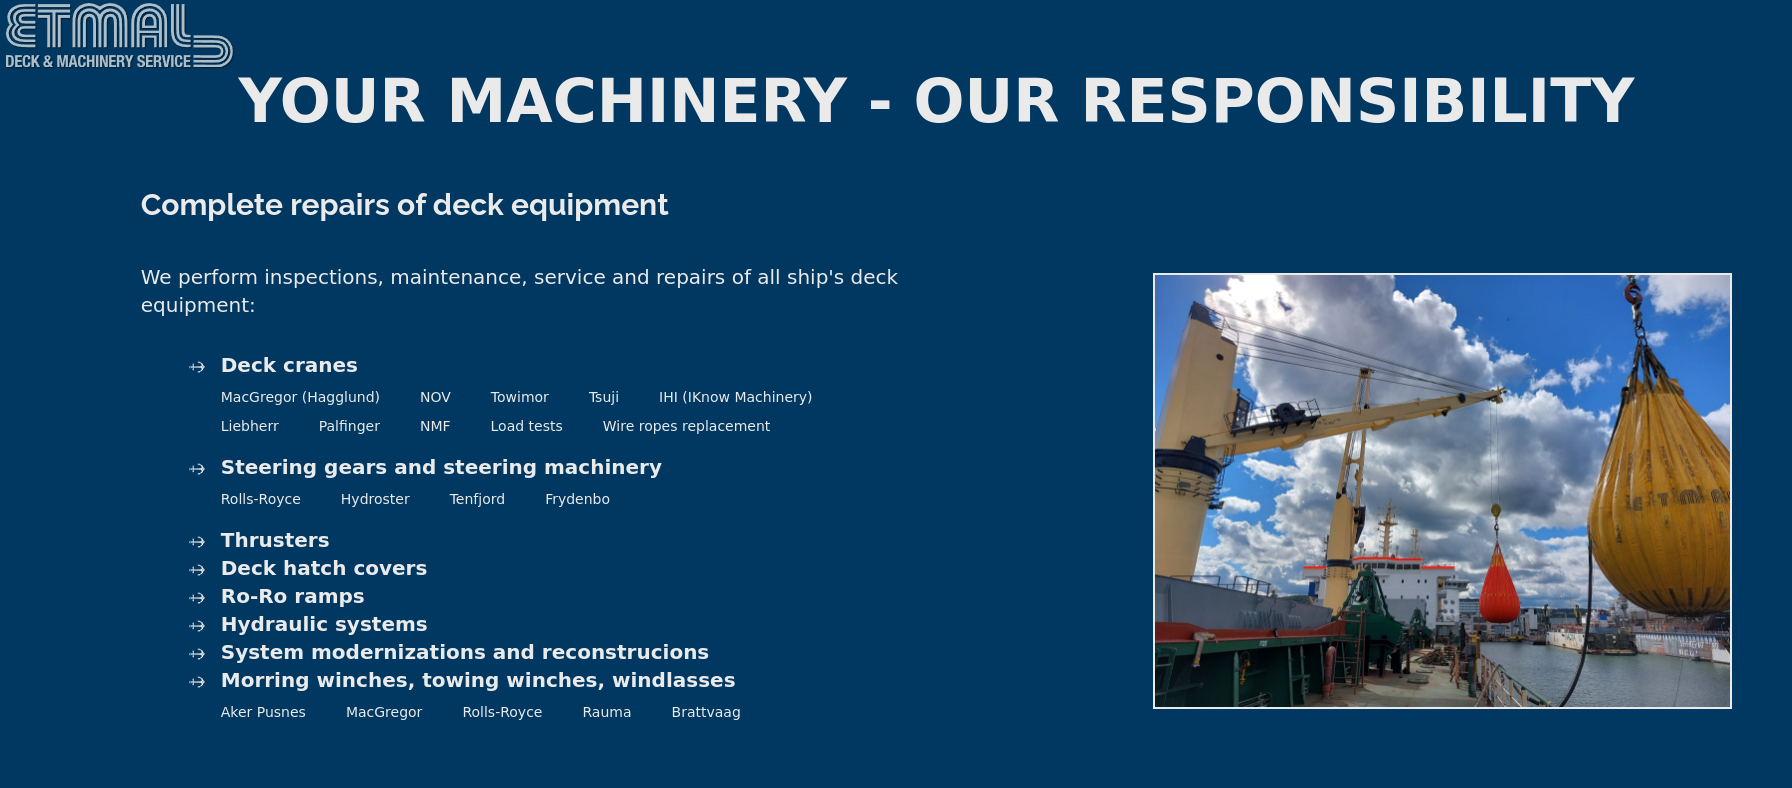 ETMAL
DECK & MACHINERY SERVICE
YOUR MACHINERY - OUR RESPONSIBILITY
Complete repairs of deck equipment
We perform inspections, maintenance, service and repairs of all ship's deck
equipment:
Deck cranes
MacGregor (Hagglund) NOV Towimor Tsuji IHI (IKnow Machinery)
Liebherr Palfinger NMF Load tests Wire ropes replacement
Steering gears and steering machinery
Rolls-Royce Hydroster Tenfjord Frydenbo
Thrusters
Deck hatch covers
Ro-Ro ramps
Hydraulic systems
System modernizations and reconstrucions
Morring winches, towing winches, windlasses
Aker Pusnes MacGregor Rolls-Royce Rauma Brattvaag
ETMAL